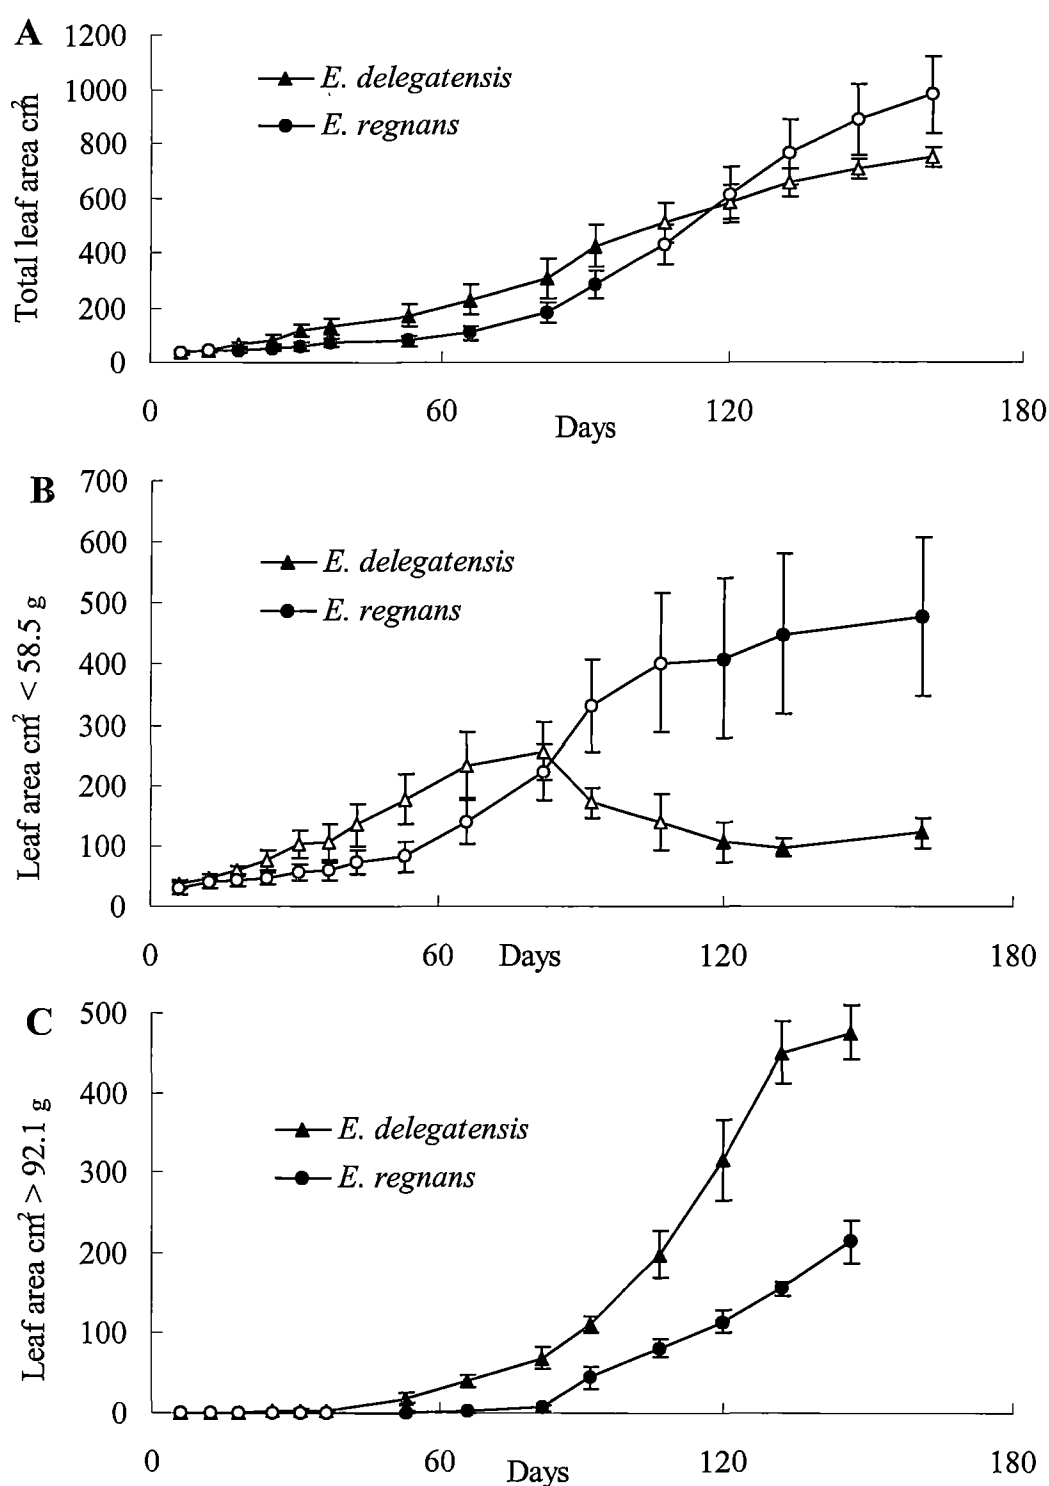 A
1200
1000
800
600
400
200
0
Total leaf area cm²
E. delegatensis
E. regnans
0 60 120 180
Days
B
700
600
500
400
300
200
100
0
Leaf area cm² < 58.5 g
E. delegatensis
E. regnans
0 60 Days 120 180
C
500
400
300
200
100
0
Leaf area cm² > 92.1 g
E. delegatensis
E. regnans
0 60 120 180
Days